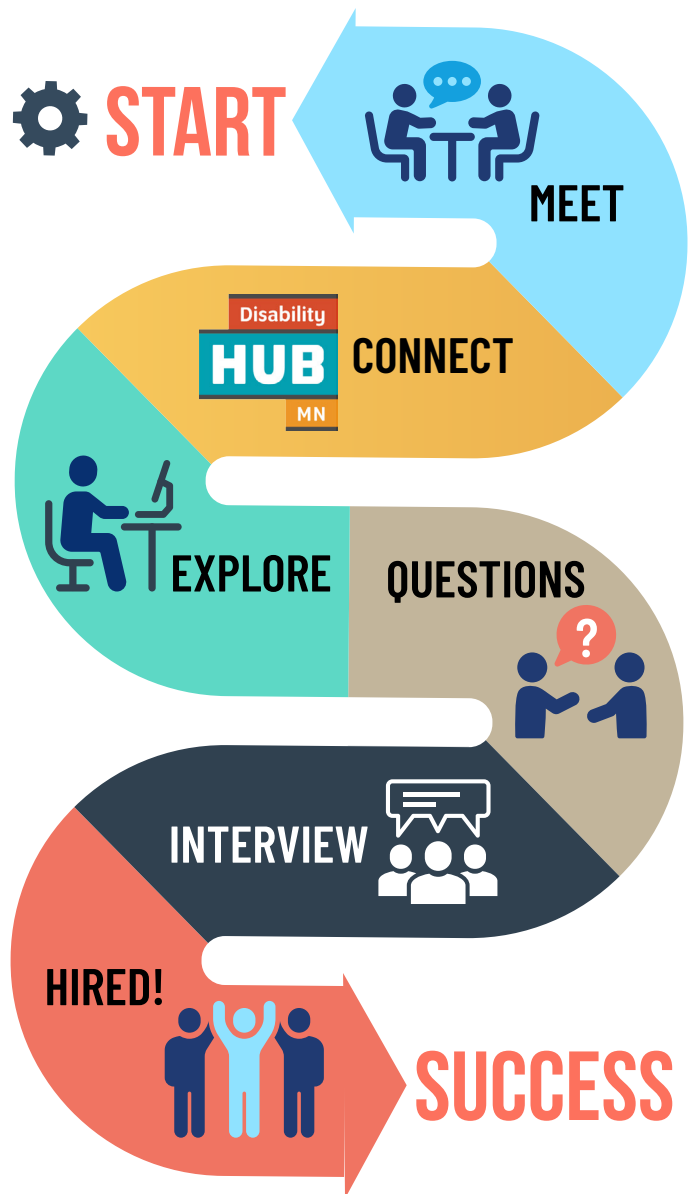 START
MEET
Disability
HUB
MN
CONNECT
EXPLORE
QUESTIONS
?
INTERVIEW
HIRED!
SUCCESS